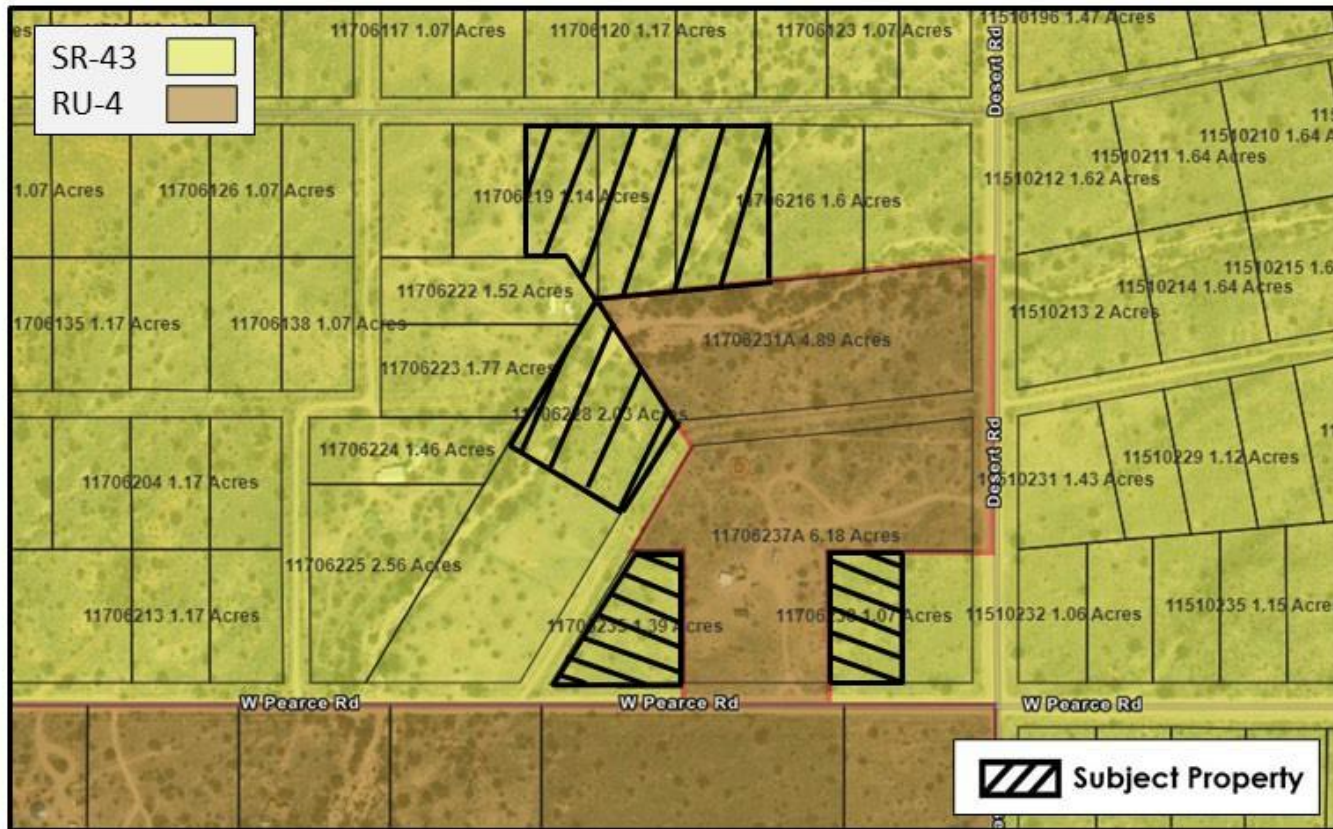 11706117 1.07 Acres
11706120 1.17 Acres
11706123 1.07 Acres
11510196 1.47 Acres
SR-43
RU-4
Desert Rd
11510210 1.64
11510211 1.64 Acres
11510212 1.62 Acres
1.07 Acres
11706126 1.07 Acres
11706219 1.14 Acres
11706216 1.6 Acres
11510215 1.6
11510214 1.64 Acres
11510213 2 Acres
11706222 1.52 Acres
11706135 1.17 Acres
11706138 1.07 Acres
11706231A 4.89 Acres
11706223 1.77 Acres
11706228 2.03 Acres
11706224 1.46 Acres
11510229 1.12 Acres
11510231 1.43 Acres
Desert Rd
11706204 1.17 Acres
11706237A 6.18 Acres
11706225 2.56 Acres
11706213 1.17 Acres
11706235 1.39 Acres
1.07 Acres
11510232 1.06 Acres
11510235 1.15 Acres
W Pearce Rd
W Pearce Rd
W Pearce Rd
Subject Property